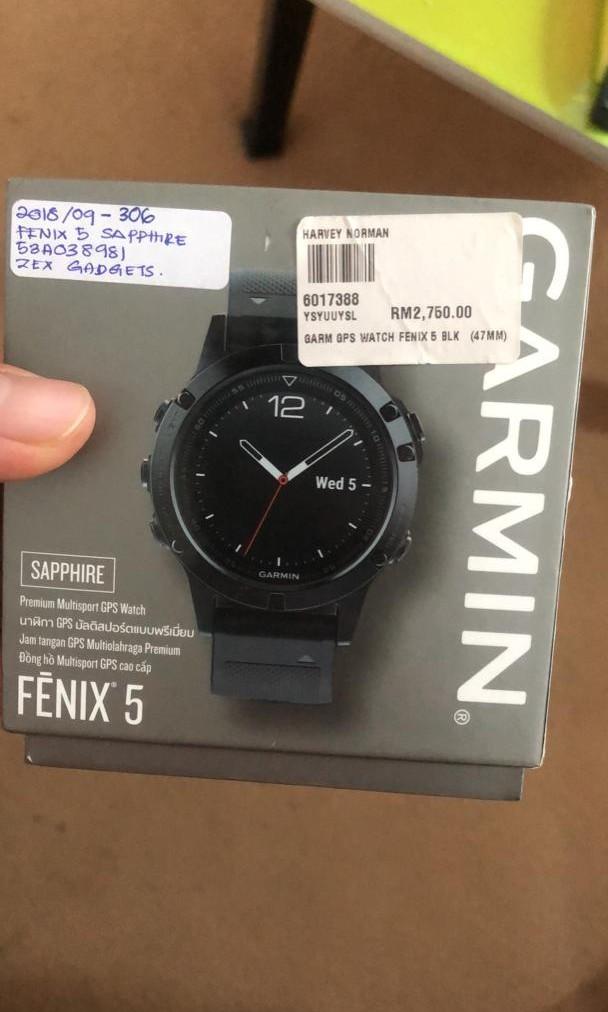 2018/09-306
FENIX 5 SAPPHIRE
53A038981
ZEX GADGETS.
HARVEY NORMAN
6017388
YSYUUYSL RM2,750.00
GARM GPS WATCH FENIX 5 BLK (47MM)
GARMIN®
12
Wed 5
GARMIN
SAPPHIRE
Premium Multisport GPS Watch
นาฬิกา GPS มัลติสปอร์ตแบบพรีเมี่ยม
Jam tangan GPS Multiolahraga Premium
Đồng hồ Multisport GPS cao cấp
FĒNIX® 5